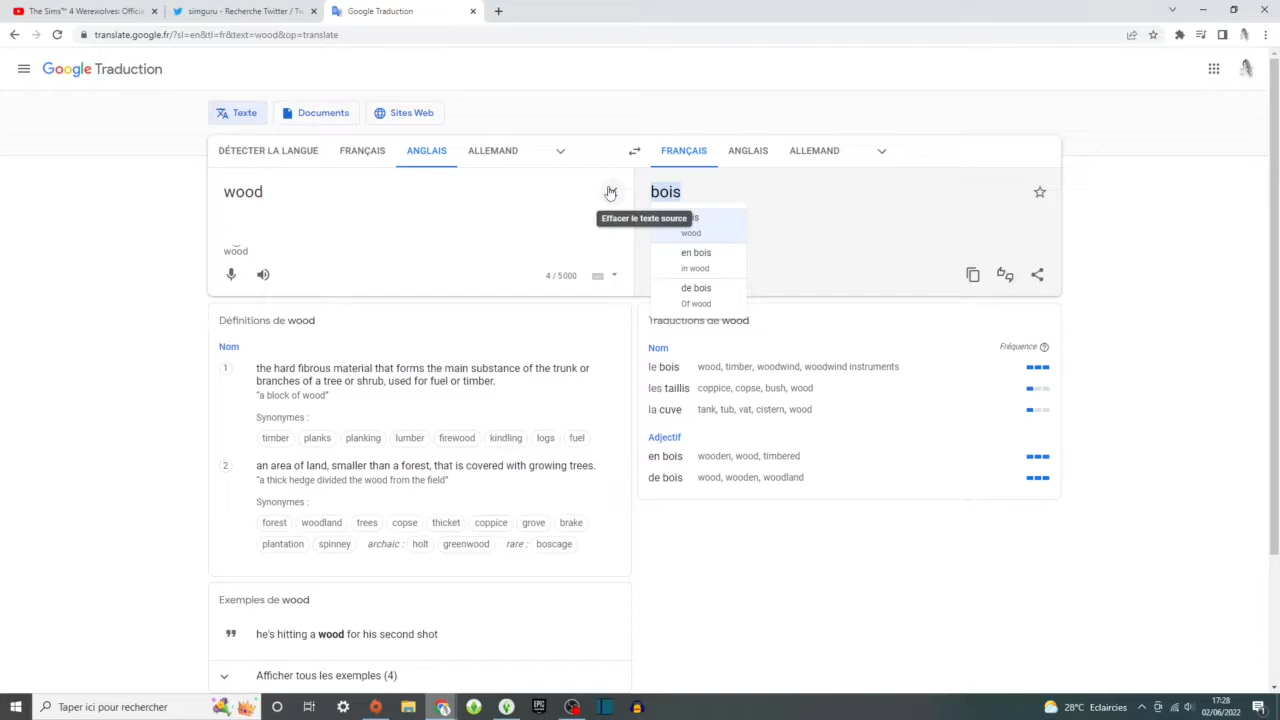 The Sims™ 4 Werewolves: Offici
simguru - Recherche Twitter / Tw
Google Traduction
translate.google.fr/?sl=en&tl=fr&text=wood&op=translate
Google Traduction
Texte
Documents
Sites Web
DÉTECTER LA LANGUE
FRANÇAIS
ANGLAIS
ALLEMAND
FRANÇAIS
ANGLAIS
ALLEMAND
wood
bois
Effacer le texte source
wood
wood
en bois
in wood
de bois
Of wood
4 / 5000
Définitions de wood
Nom
1
the hard fibrous material that forms the main substance of the trunk or
branches of a tree or shrub, used for fuel or timber.
"a block of wood"
Synonymes :
timber planks planking lumber firewood kindling logs fuel
2
an area of land, smaller than a forest, that is covered with growing trees.
"a thick hedge divided the wood from the field"
Synonymes :
forest woodland trees copse thicket coppice grove brake
plantation spinney archaic : holt greenwood rare : boscage
Traductions de wood
Nom
Fréquence
le bois wood, timber, woodwind, woodwind instruments
les taillis coppice, copse, bush, wood
la cuve tank, tub, vat, cistern, wood
Adjectif
en bois wooden, wood, timbered
de bois wood, wooden, woodland
Exemples de wood
he's hitting a wood for his second shot
Afficher tous les exemples (4)
Taper ici pour rechercher
EPIC
28°C Eclaircies
17:28
02/06/2022